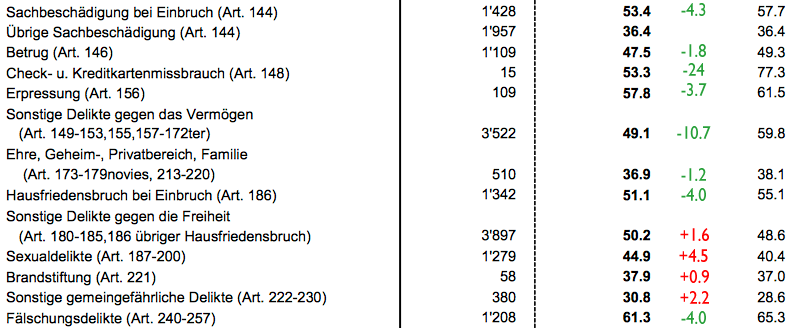 Sachbeschädigung bei Einbruch (Art. 144) 1'428 53.4 -4.3 57.7
Übrige Sachbeschädigung (Art. 144) 1'957 36.4 36.4
Betrug (Art. 146) 1'109 47.5 -1.8 49.3
Check- u. Kreditkartenmissbrauch (Art. 148) 15 53.3 -24 77.3
Erpressung (Art. 156) 109 57.8 -3.7 61.5
Sonstige Delikte gegen das Vermögen
(Art. 149-153,155,157-172ter) 3'522 49.1 -10.7 59.8
Ehre, Geheim-, Privatbereich, Familie
(Art. 173-179novies, 213-220) 510 36.9 -1.2 38.1
Hausfriedensbruch bei Einbruch (Art. 186) 1'342 51.1 -4.0 55.1
Sonstige Delikte gegen die Freiheit
(Art. 180-185,186 übriger Hausfriedensbruch) 3'897 50.2 +1.6 48.6
Sexualdelikte (Art. 187-200) 1'279 44.9 +4.5 40.4
Brandstiftung (Art. 221) 58 37.9 +0.9 37.0
Sonstige gemeingefährliche Delikte (Art. 222-230) 380 30.8 +2.2 28.6
Fälschungsdelikte (Art. 240-257) 1'208 61.3 -4.0 65.3